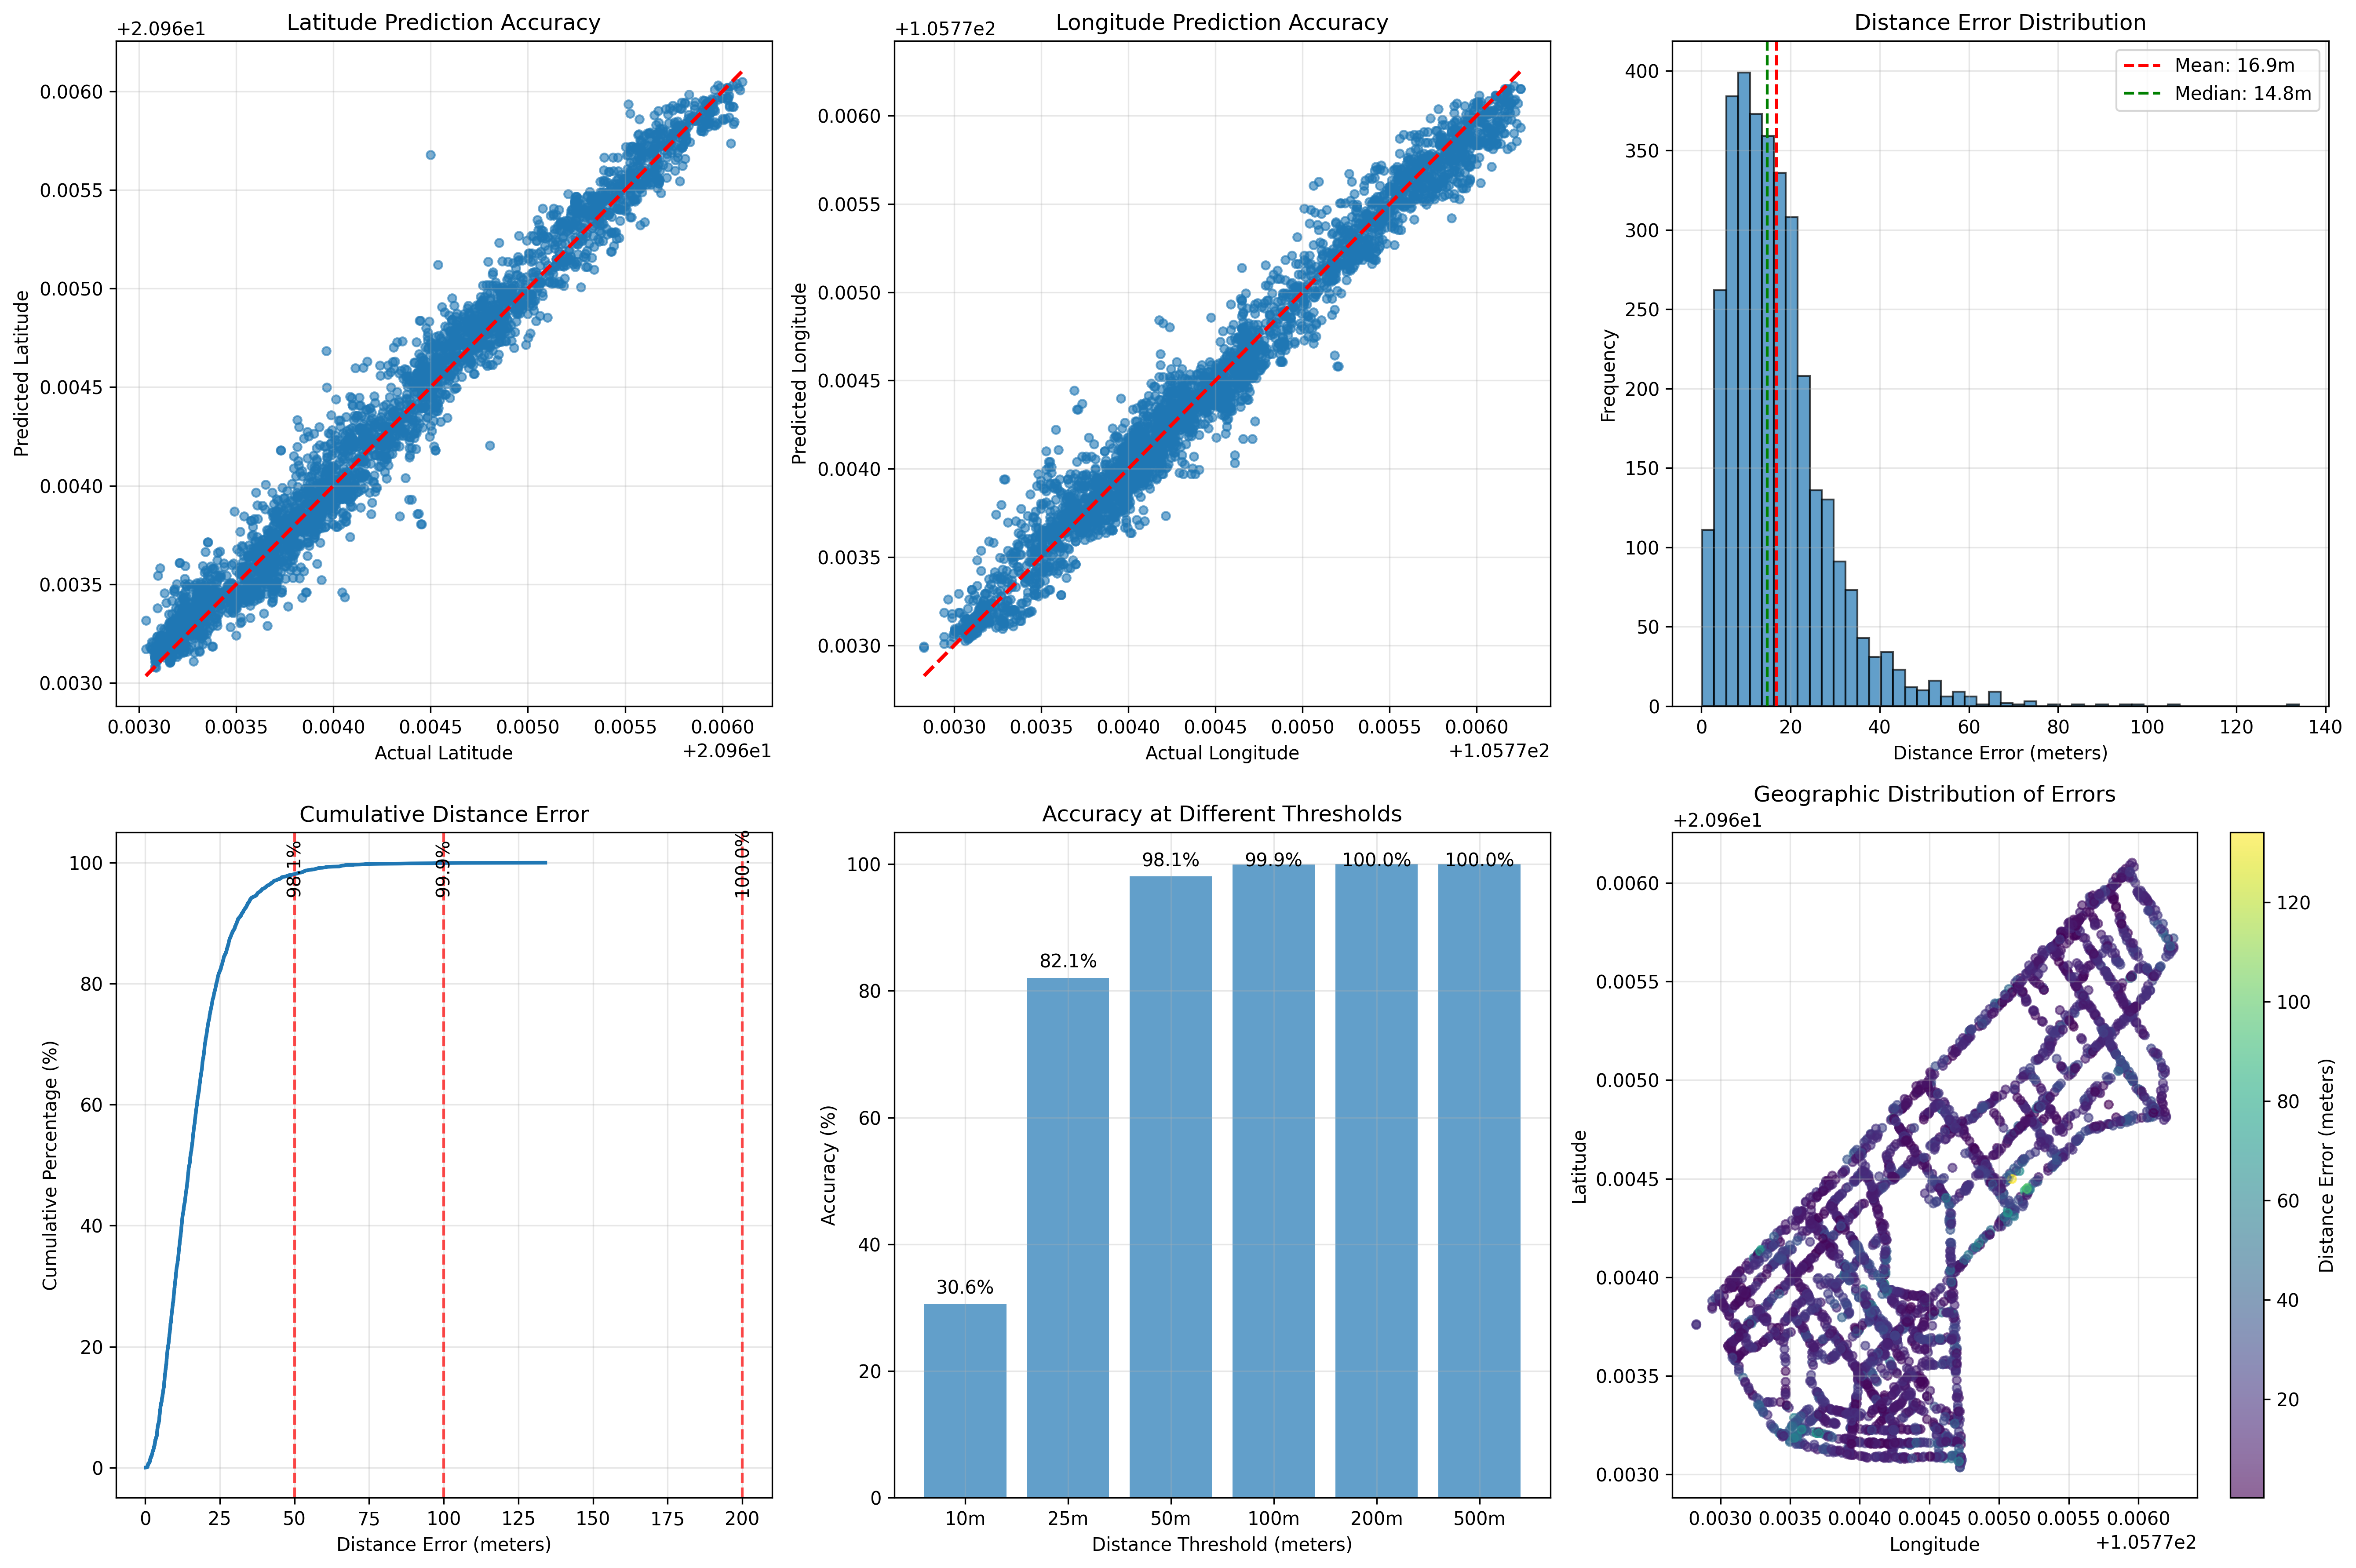 Latitude Prediction Accuracy
+2.096e1
0.0060
0.0055
0.0050
0.0045
0.0040
0.0035
0.0030
Predicted Latitude
0.0030 0.0035 0.0040 0.0045 0.0050 0.0055 0.0060
Actual Latitude
+2.096e1
Longitude Prediction Accuracy
+1.0577e2
0.0060
0.0055
0.0050
0.0045
0.0040
0.0035
0.0030
Predicted Longitude
0.0030 0.0035 0.0040 0.0045 0.0050 0.0055 0.0060
Actual Longitude
+1.0577e2
Distance Error Distribution
Mean: 16.9m
Median: 14.8m
400
350
300
250
200
150
100
50
0
Frequency
0 20 40 60 80 100 120 140
Distance Error (meters)
Cumulative Distance Error
98.1%
99.9%
100.0%
100
80
60
40
20
0
Cumulative Percentage (%)
0 25 50 75 100 125 150 175 200
Distance Error (meters)
Accuracy at Different Thresholds
30.6%
82.1%
98.1%
99.9%
100.0%
100.0%
100
80
60
40
20
0
Accuracy (%)
10m 25m 50m 100m 200m 500m
Distance Threshold (meters)
Geographic Distribution of Errors
+2.096e1
0.0060
0.0055
0.0050
0.0045
0.0040
0.0035
0.0030
Latitude
0.0030 0.0035 0.0040 0.0045 0.0050 0.0055 0.0060
Longitude
+1.0577e2
120
100
80
60
40
20
Distance Error (meters)